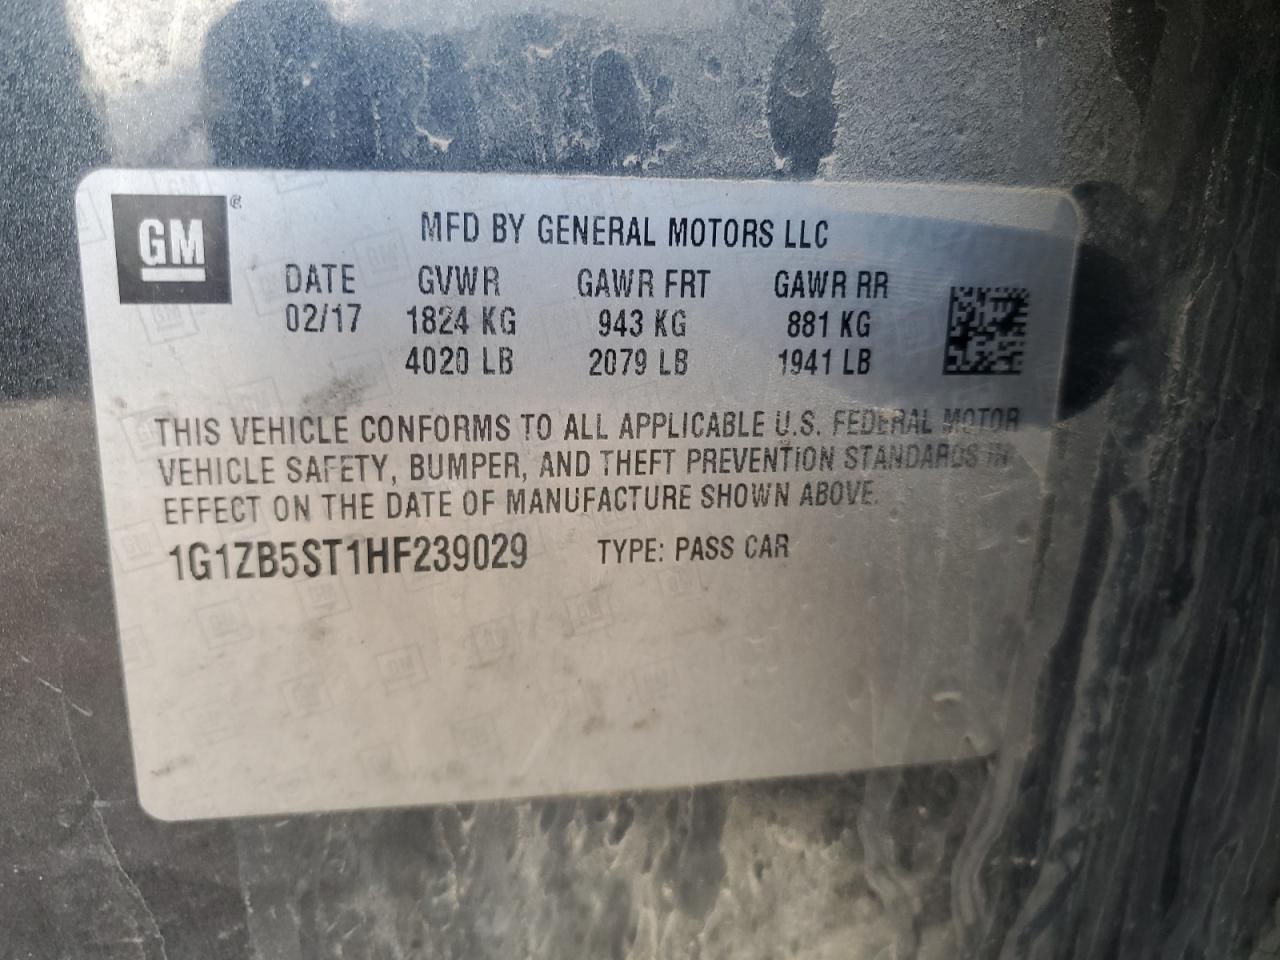 GM
MFD BY GENERAL MOTORS LLC
DATE GVWR GAWR FRT GAWR RR
02/17 1824 KG 943 KG 881 KG
4020 LB 2079 LB 1941 LB
THIS VEHICLE CONFORMS TO ALL APPLICABLE U.S. FEDERAL MOTOR
VEHICLE SAFETY, BUMPER, AND THEFT PREVENTION STANDARDS IN
EFFECT ON THE DATE OF MANUFACTURE SHOWN ABOVE.
1G1ZB5ST1HF239029 TYPE: PASS CAR